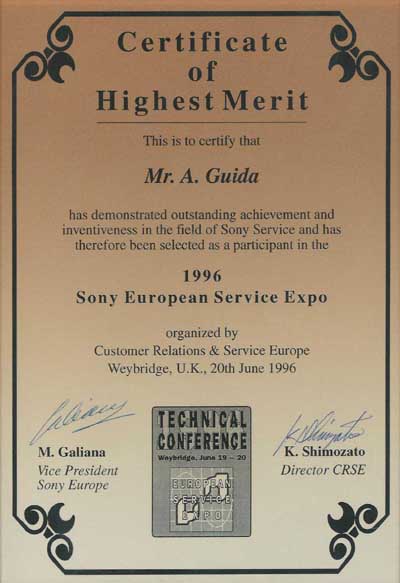 Certificate
of
Highest Merit
This is to certify that
Mr. A. Guida
has demonstrated outstanding achievement and
inventiveness in the field of Sony Service and has
therefore been selected as a participant in the
1996
Sony European Service Expo
organized by
Customer Relations & Service Europe
Weybridge, U.K., 20th June 1996
Galiana
M. Galiana
Vice President
Sony Europe
TECHNICAL
CONFERENCE
Weybridge, June 19 – 20
EUROPEAN
SERVICE
EXPO
K Shimozato
K. Shimozato
Director CRSE